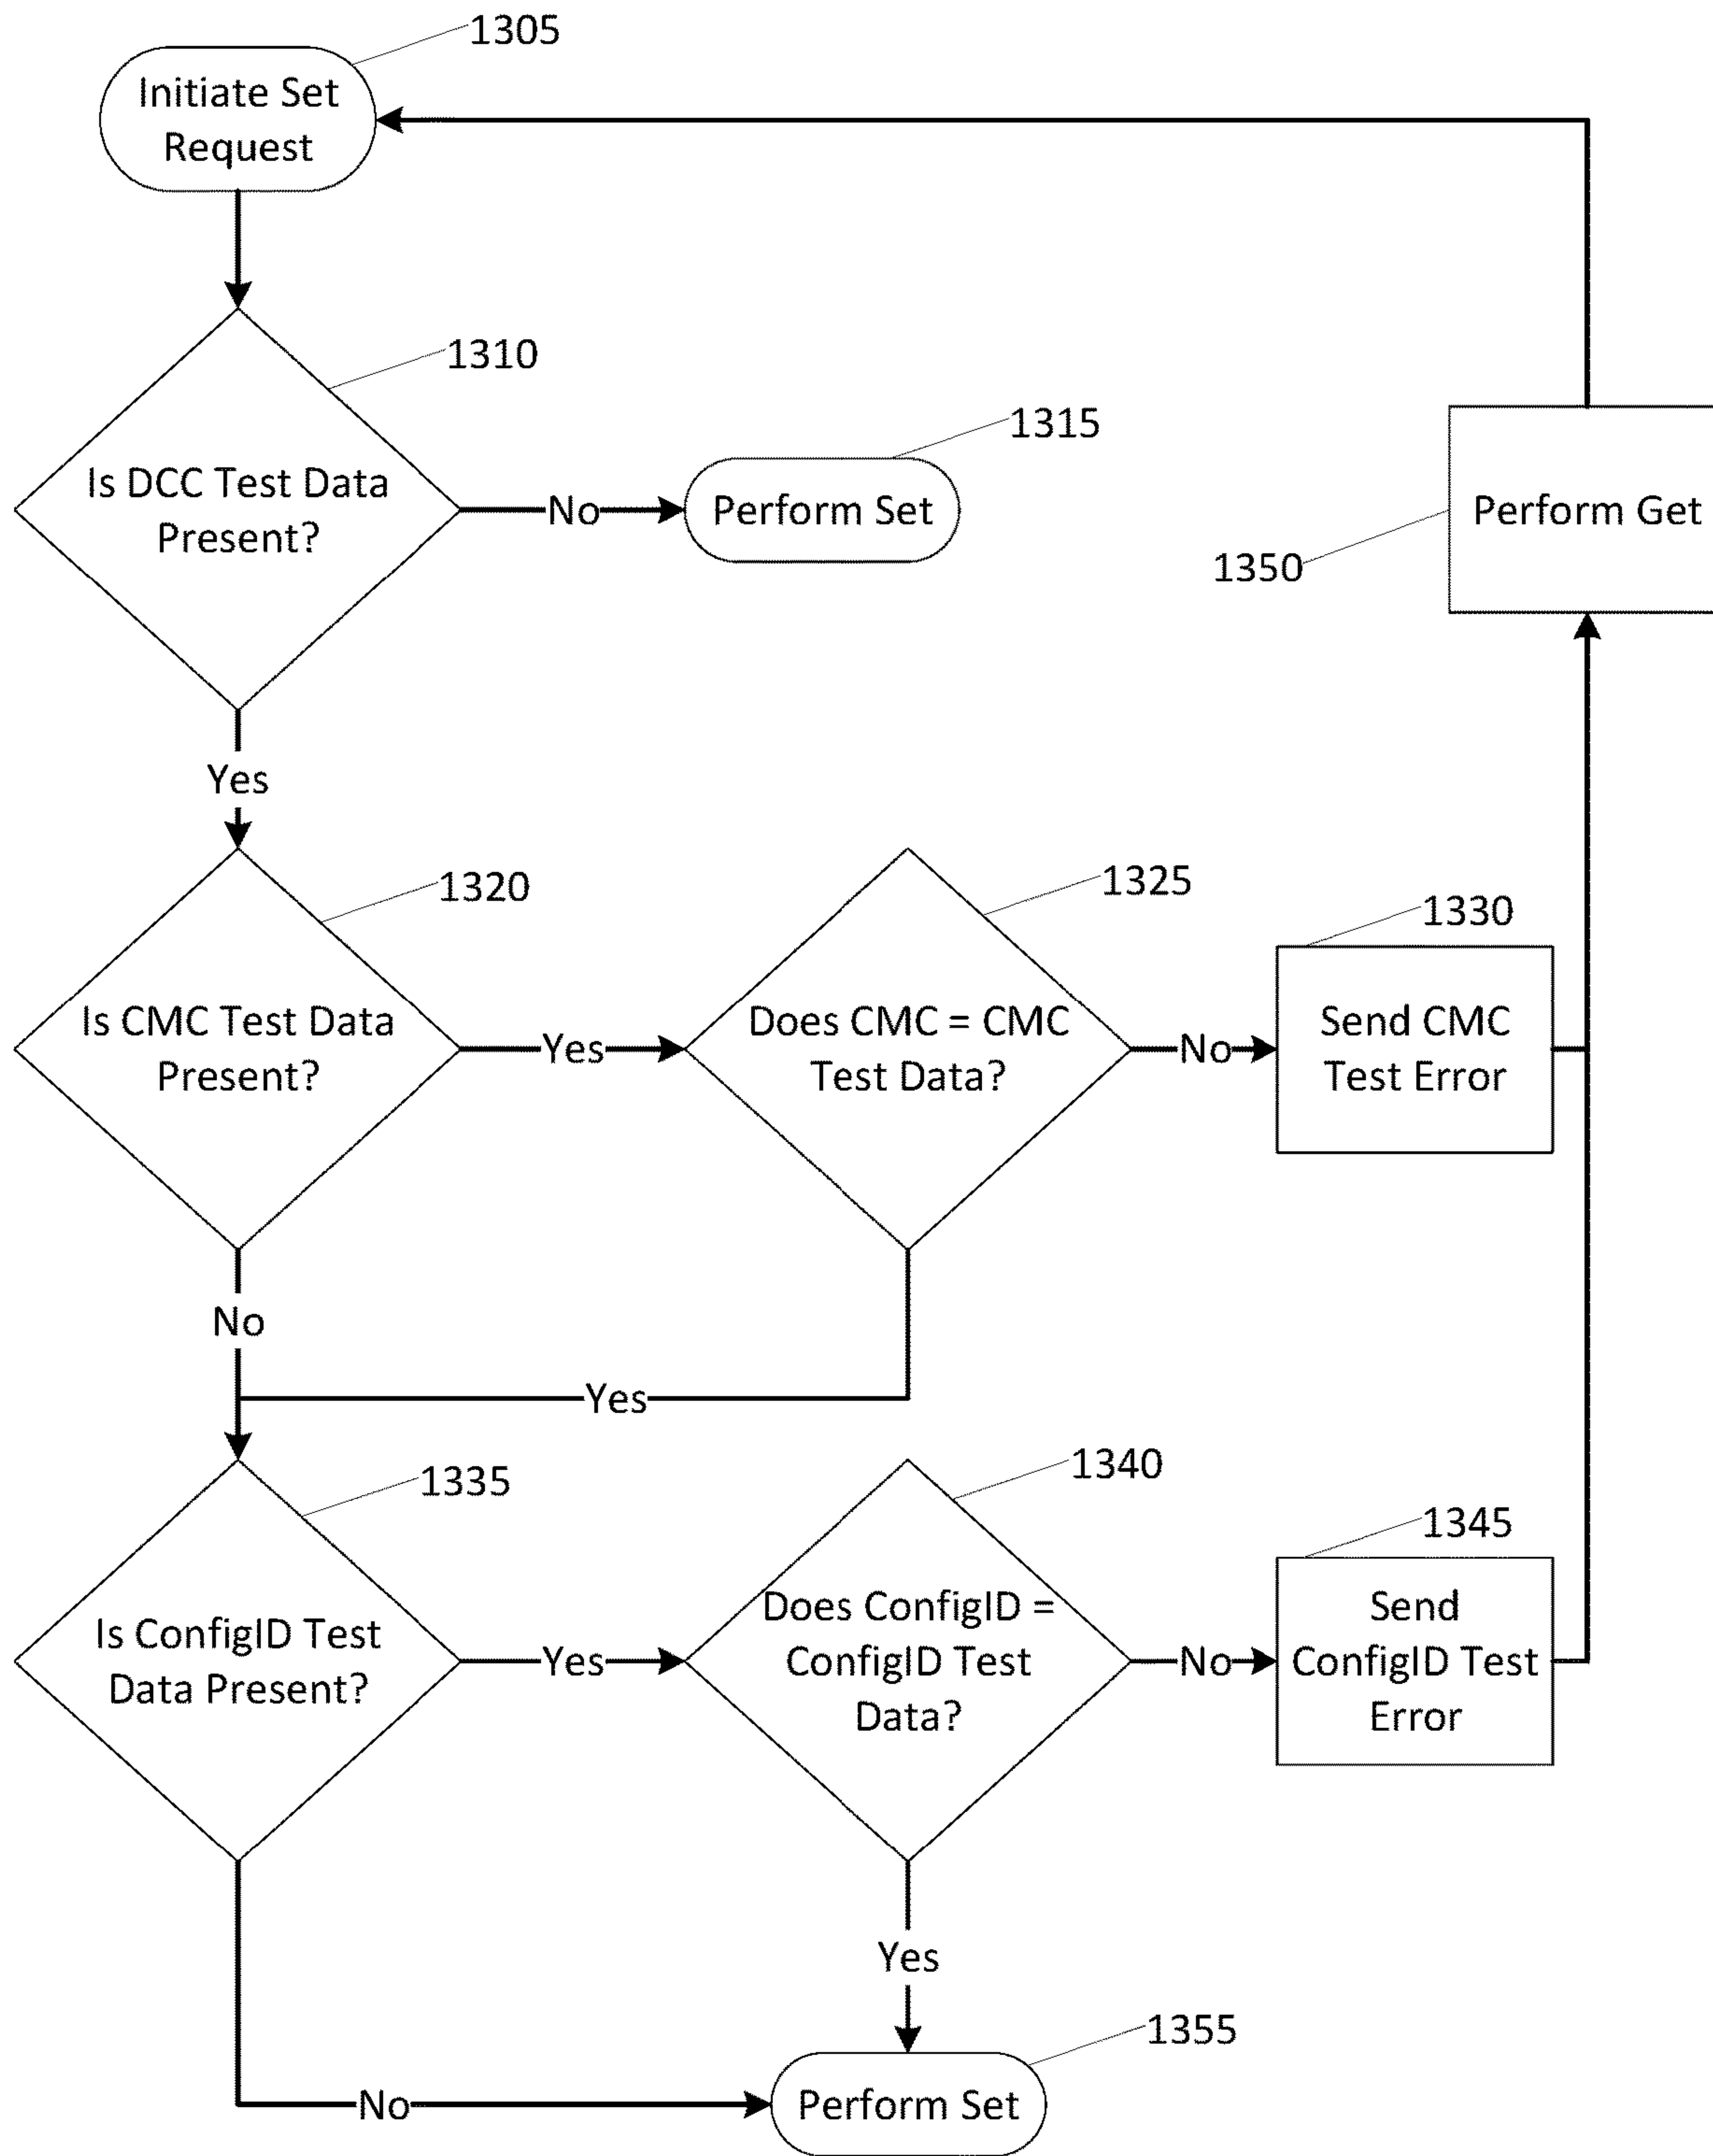 1305
Initiate Set
Request
1310
Is DCC Test Data
Present?
No
1315
Perform Set
Perform Get
1350
Yes
1320
Is CMC Test Data
Present?
Yes
1325
Does CMC = CMC
Test Data?
No
1330
Send CMC
Test Error
No
Yes
1335
Is ConfigID Test
Data Present?
Yes
1340
Does ConfigID =
ConfigID Test
Data?
No
1345
Send
ConfigID Test
Error
Yes
No
1355
Perform Set